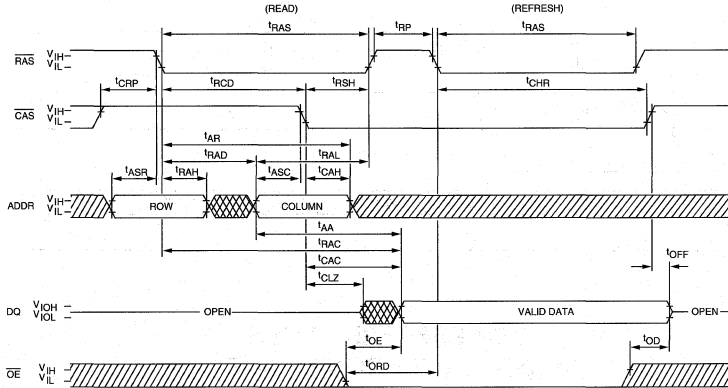 (READ) (REFRESH)
tRAS tRP tRAS
RAS VIH VIL
tCRP tRCD tRSH tCHR
CAS VIH VIL
tAR
tRAD tRAL
tASR tRAH tASC tCAH
ADDR VIH VIL ROW COLUMN
tAA
tRAC
tCAC tOFF
tCLZ
DQ VIOH VIOL OPEN VALID DATA OPEN
tOE tOD
OE VIH VIL tORD